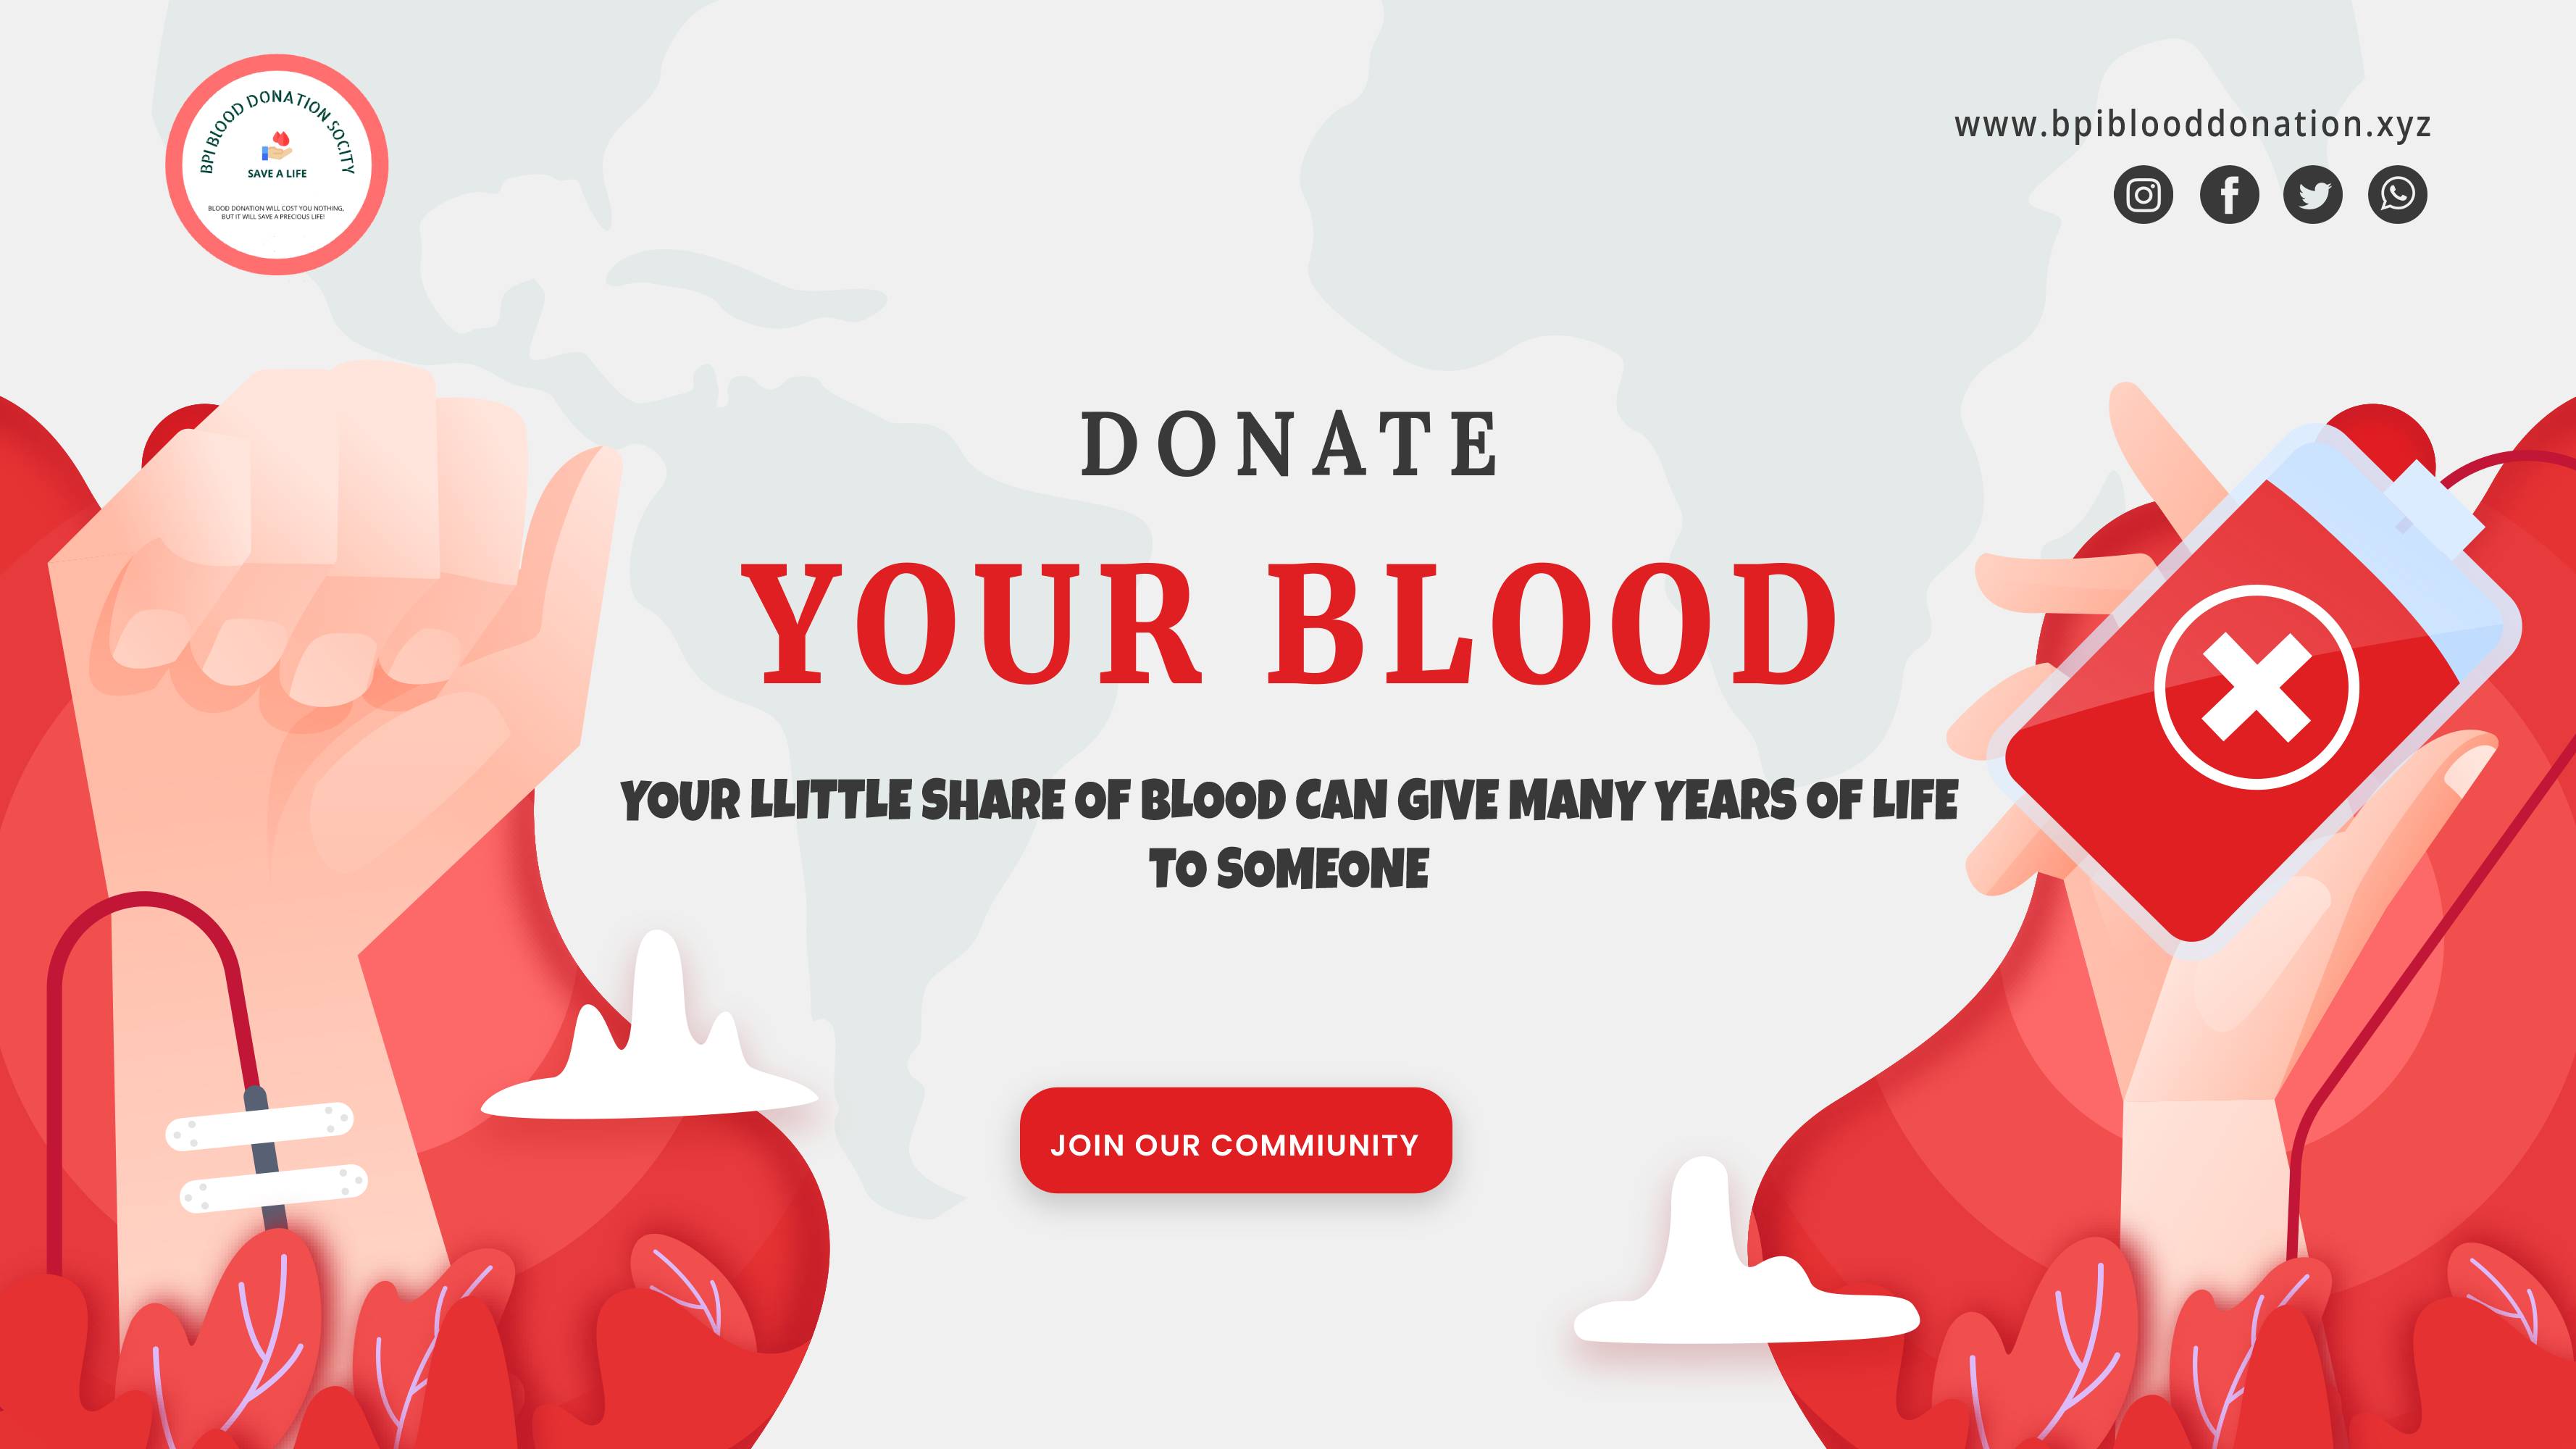 BPI BLOOD DONATION SOCITY
SAVE A LIFE
BLOOD DONATION WILL COST YOU NOTHING,
BUT IT WILL SAVE A PRECIOUS LIFE!
www.bpiblooddonation.xyz
DONATE
YOUR BLOOD
YOUR LLITTLE SHARE OF BLOOD CAN GIVE MANY YEARS OF LIFE
TO SOMEONE
JOIN OUR COMMIUNITY